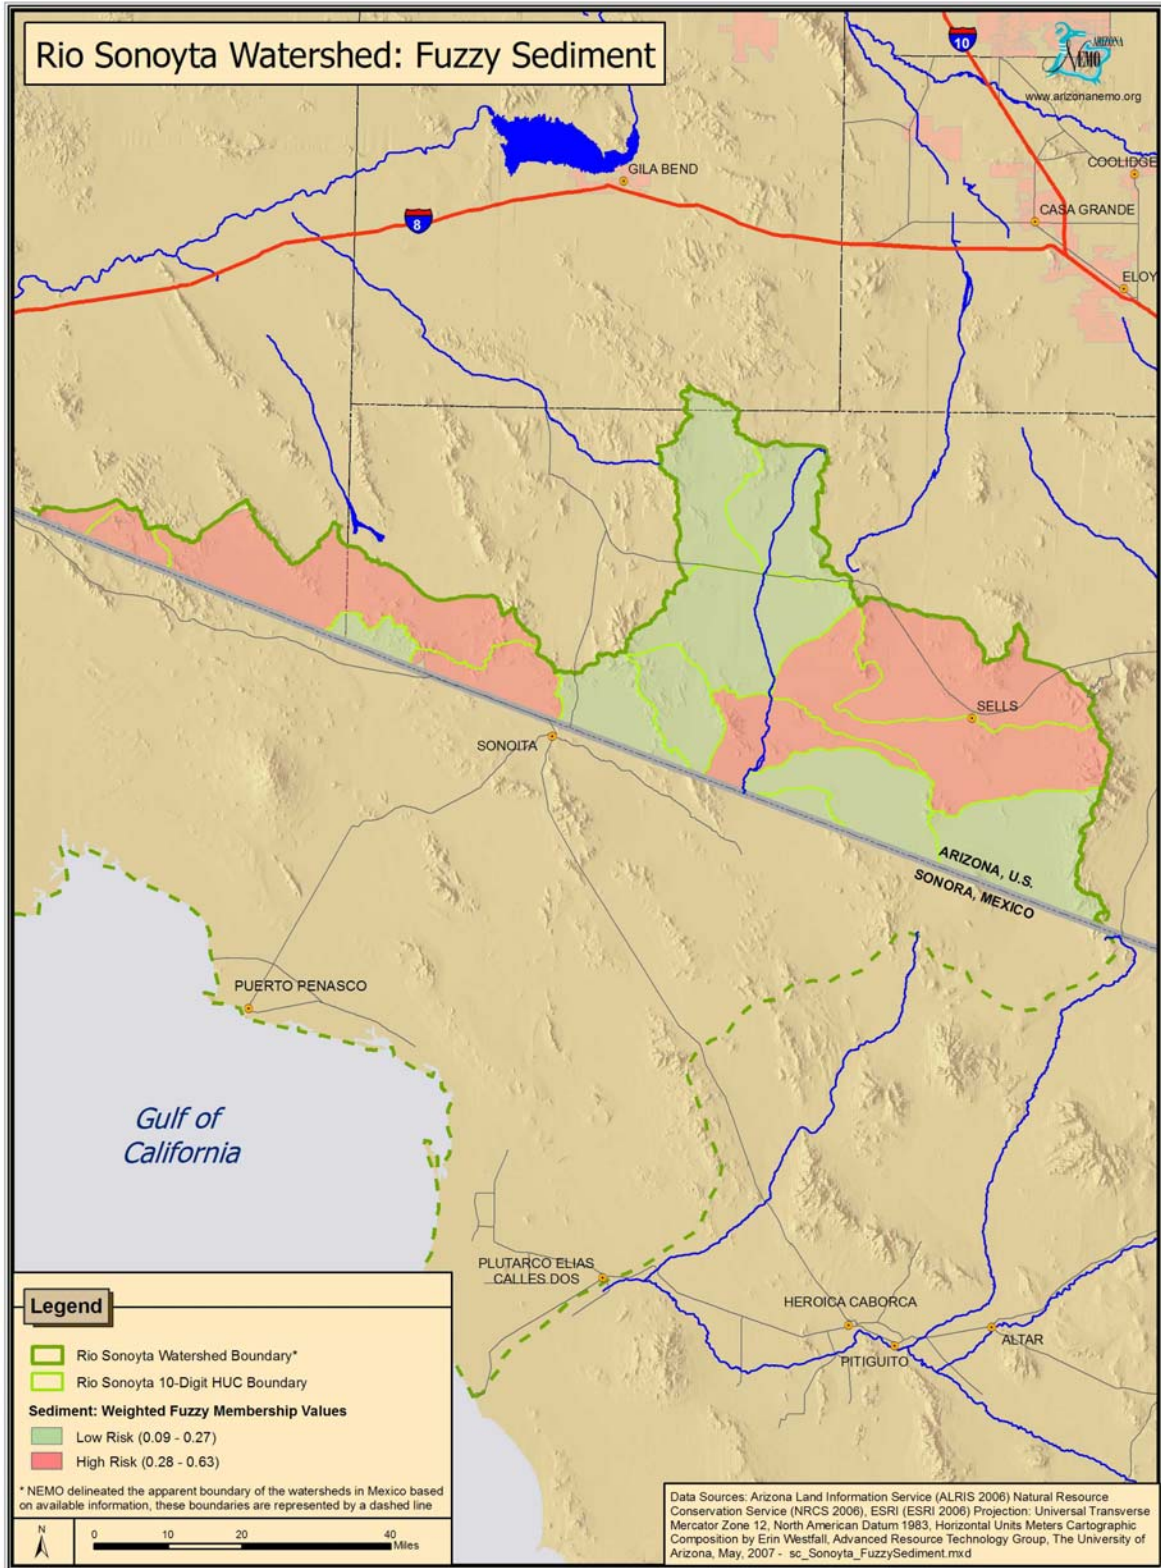 Rio Sonoyta Watershed: Fuzzy Sediment
10
ARIZONA
NEMO
www.arizonanemo.org
COOLIDGE
GILA BEND
8
CASA GRANDE
ELOY
SELLS
SONOITA
ARIZONA, U.S.
SONORA, MEXICO
PUERTO PENASCO
Gulf of
California
PLUTARCO ELIAS
CALLES DOS
HEROICA CABORCA
ALTAR
PITIGUITO
Legend
Rio Sonoyta Watershed Boundary*
Rio Sonoyta 10-Digit HUC Boundary
Sediment: Weighted Fuzzy Membership Values
Low Risk (0.09 - 0.27)
High Risk (0.28 - 0.63)
* NEMO delineated the apparent boundary of the watersheds in Mexico based
on available information, these boundaries are represented by a dashed line
N
0 10 20 40
Miles
Data Sources: Arizona Land Information Service (ALRIS 2006) Natural Resource
Conservation Service (NRCS 2006), ESRI (ESRI 2006) Projection: Universal Transverse
Mercator Zone 12, North American Datum 1983, Horizontal Units Meters Cartographic
Composition by Erin Westfall, Advanced Resource Technology Group, The University of
Arizona, May, 2007 - sc_Sonoyta_FuzzySediment.mxd